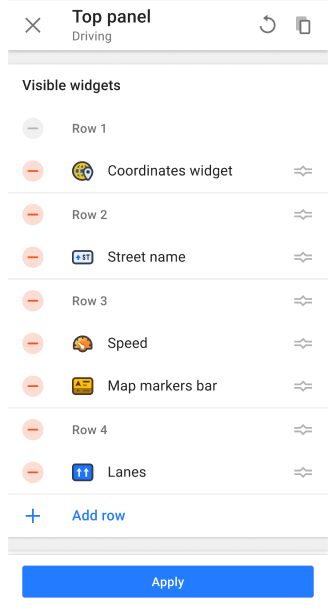 Top panel
Driving
Visible widgets
Row 1
Coordinates widget
Row 2
ST
Street name
Row 3
Speed
Map markers bar
Row 4
Lanes
Add row
Apply